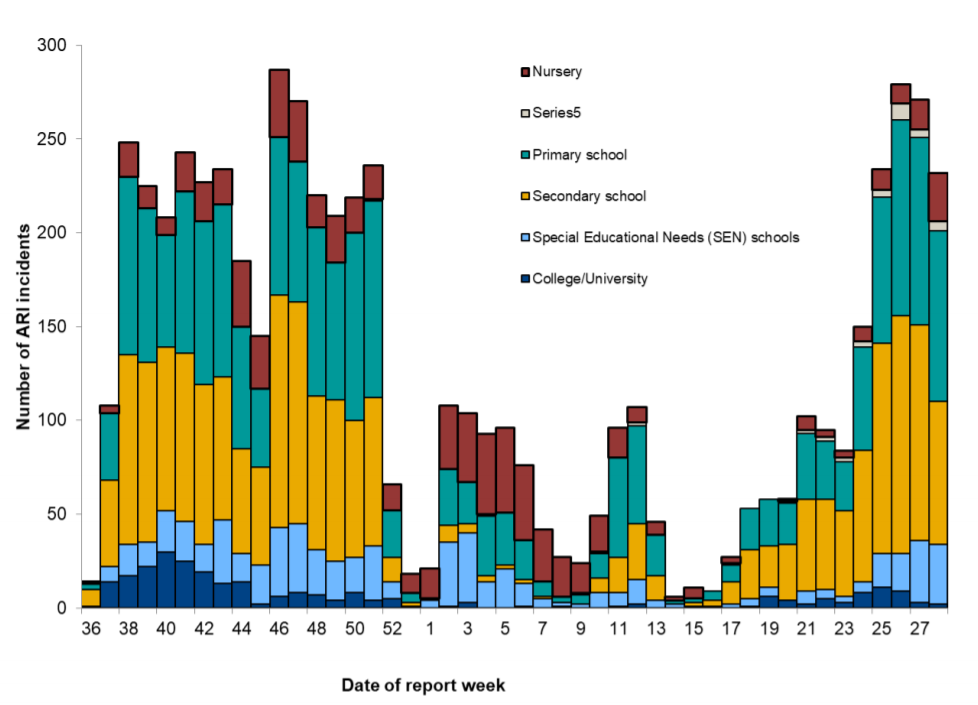 300
250
200
150
100
50
0
Number of ARI incidents
Nursery
Series5
Primary school
Secondary school
Special Educational Needs (SEN) schools
College/University
36 38 40 42 44 46 48 50 52 1 3 5 7 9 11 13 15 17 19 21 23 25 27
Date of report week